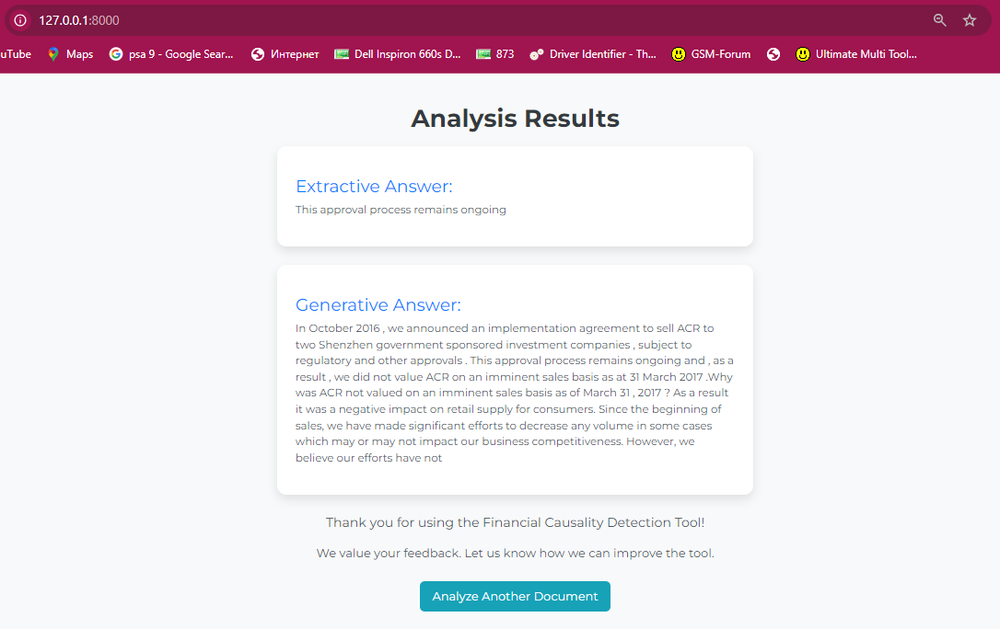 127.0.0.1:8000
uTube Maps psa 9 - Google Sear... Интернет Dell Inspiron 660s D... 873 Driver Identifier - Th... GSM-Forum Ultimate Multi Tool...
Analysis Results
Extractive Answer:
This approval process remains ongoing
Generative Answer:
In October 2016 , we announced an implementation agreement to sell ACR to
two Shenzhen government sponsored investment companies , subject to
regulatory and other approvals . This approval process remains ongoing and , as a
result , we did not value ACR on an imminent sales basis as at 31 March 2017 .Why
was ACR not valued on an imminent sales basis as of March 31 , 2017 ? As a result
it was a negative impact on retail supply for consumers. Since the beginning of
sales, we have made significant efforts to decrease any volume in some cases
which may or may not impact our business competitiveness. However, we
believe our efforts have not
Thank you for using the Financial Causality Detection Tool!
We value your feedback. Let us know how we can improve the tool.
Analyze Another Document